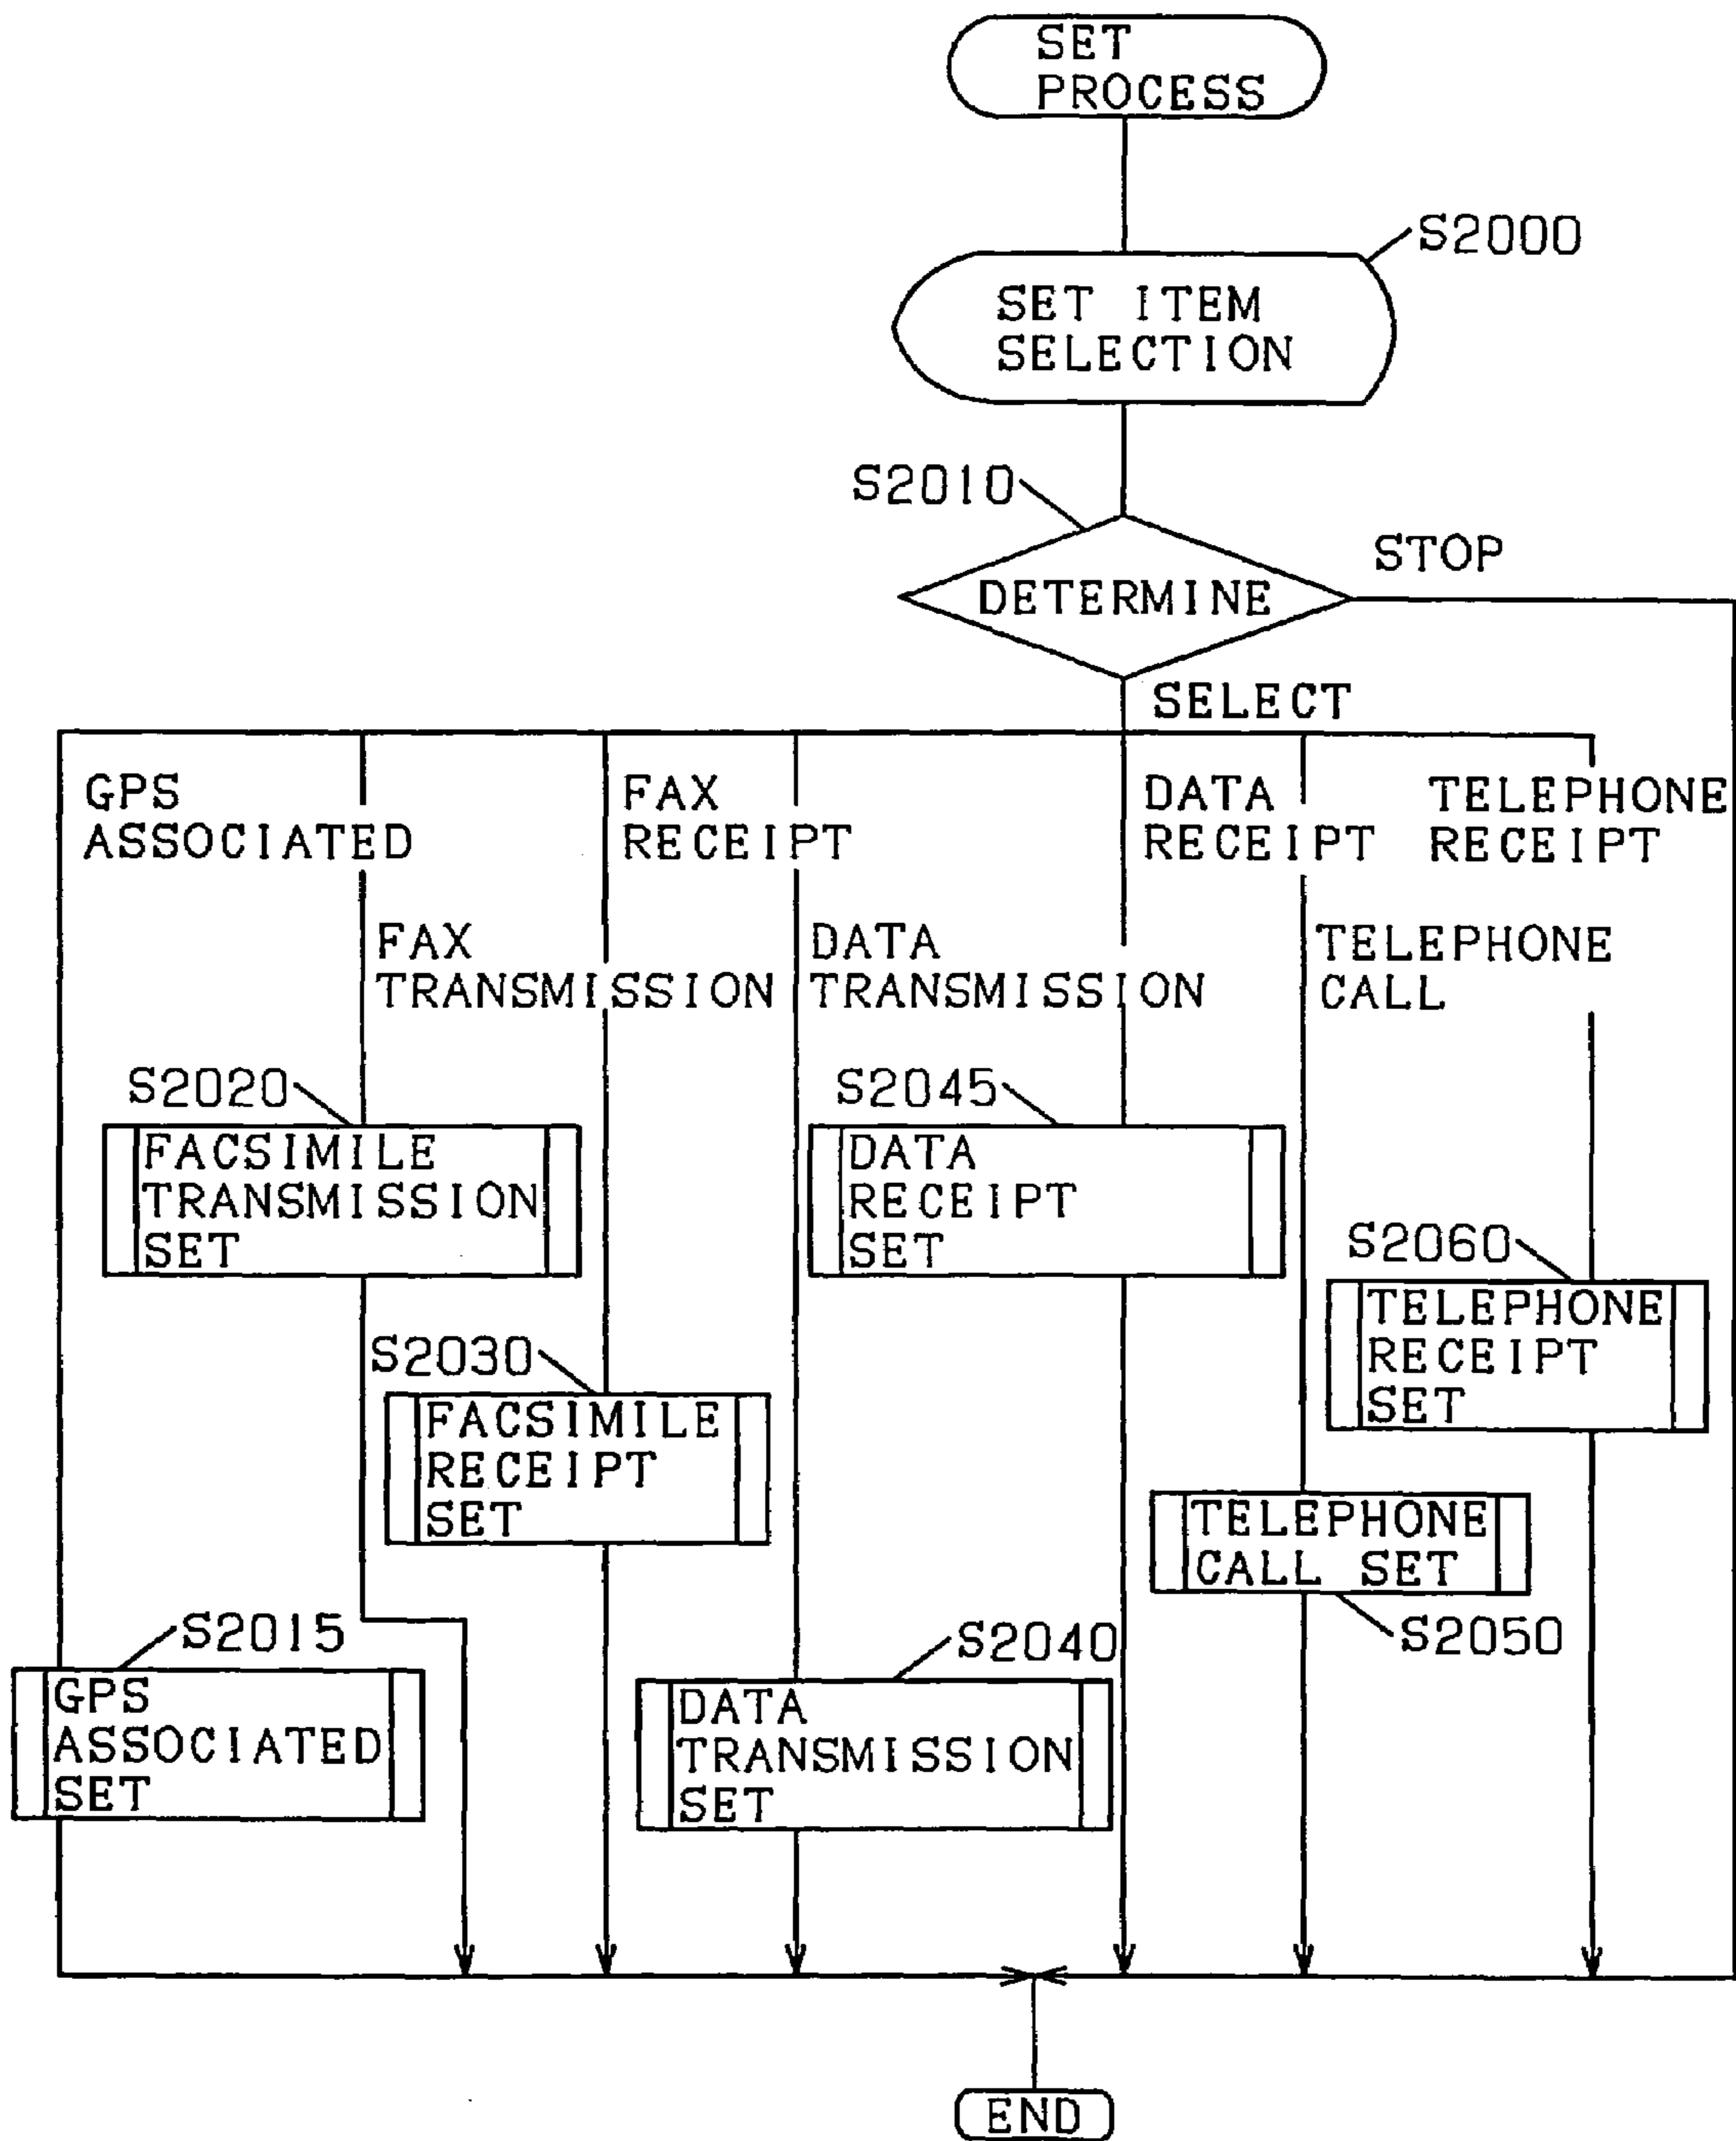 SET
PROCESS
S2000
SET ITEM
SELECTION
S2010
DETERMINE
STOP
SELECT
GPS
ASSOCIATED
FAX
RECEIPT
DATA
RECEIPT
TELEPHONE
RECEIPT
FAX
TRANSMISSION
DATA
TRANSMISSION
TELEPHONE
CALL
S2020
FACSIMILE
TRANSMISSION
SET
S2045
DATA
RECEIPT
SET
S2060
TELEPHONE
RECEIPT
SET
S2030
FACSIMILE
RECEIPT
SET
TELEPHONE
CALL SET
S2050
S2015
GPS
ASSOCIATED
SET
S2040
DATA
TRANSMISSION
SET
END